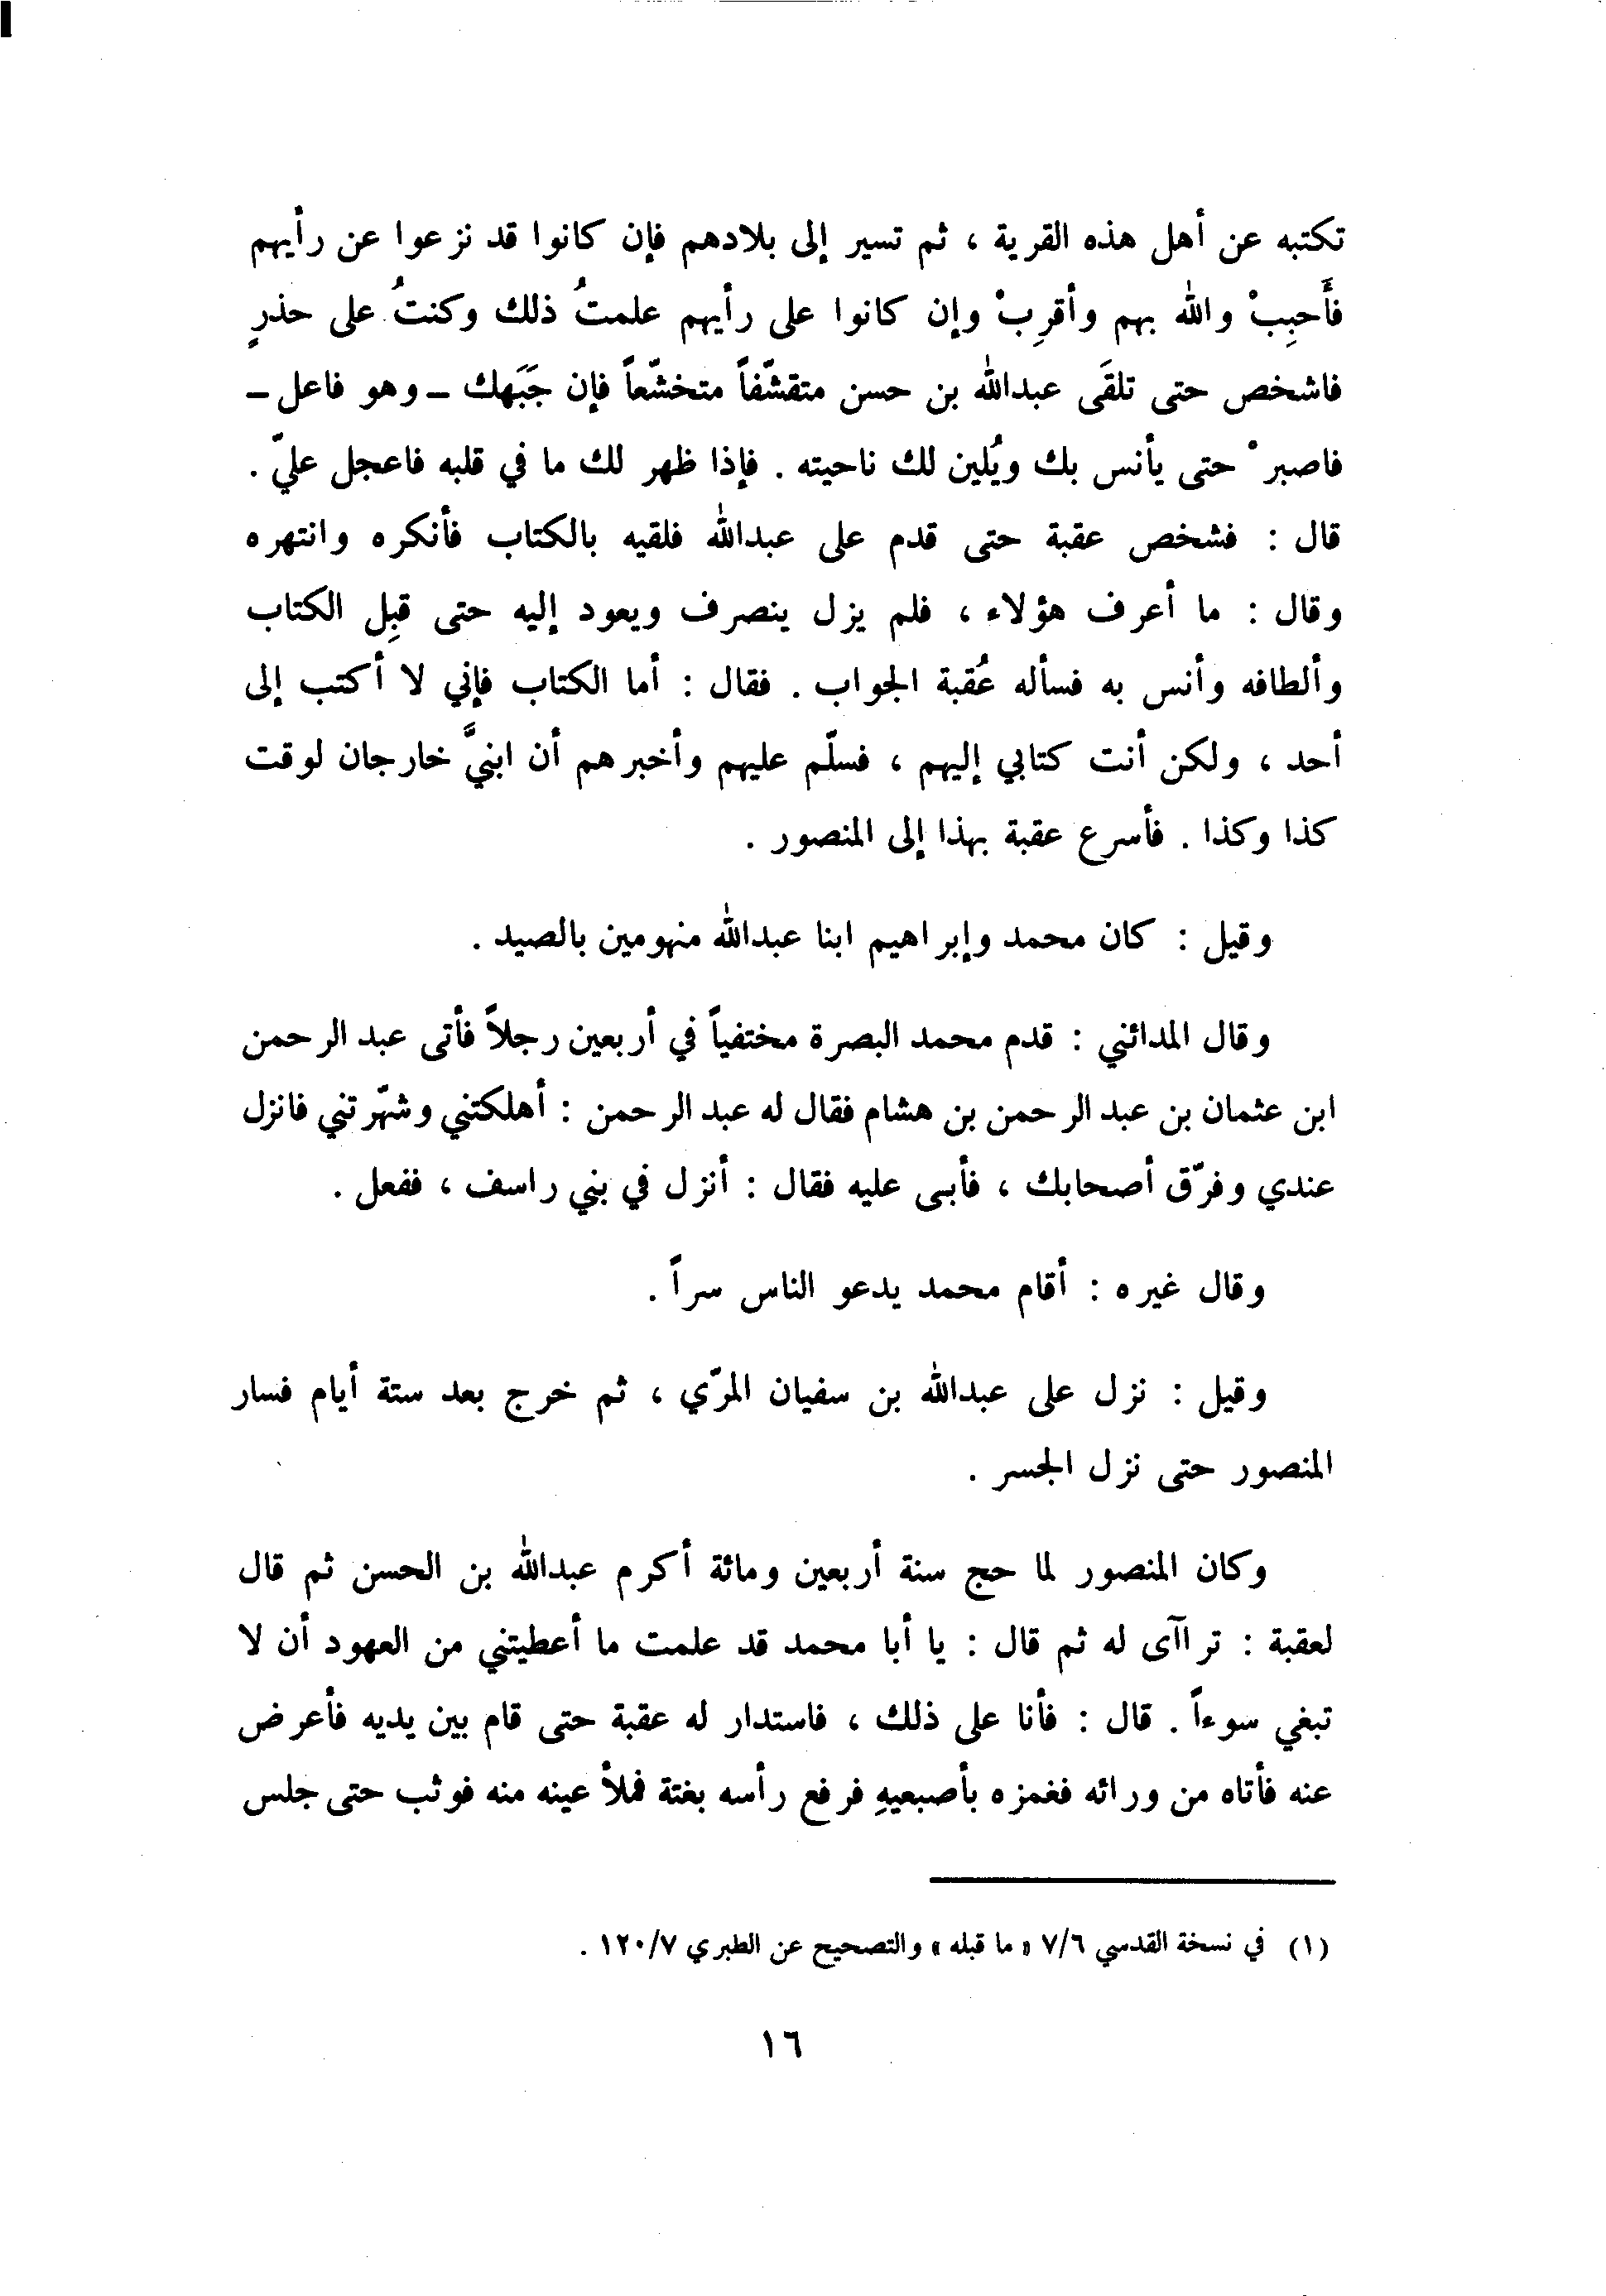 تكتبه عن أهل هذه القرية ، ثم تسير إلى بلادهم فإن كانوا قد نزعوا عن رأيهم
فأَحبِبْ والله بهم وأقرِبْ وإن كانوا على رأيهم علمتُ ذلك وكنتُ على حذرٍ
فاشخص حتى تلقَى عبدالله بن حسن متقشّفاً متخشّعاً فإن جَبَهك – وهو فاعل –
فاصبرْ حتى يأنس بك ويُلين لك ناحيته . فإذا ظهر لك ما في قلبه فاعجل عليّ .
قال : فشخص عقبة حتى قدم على عبدالله فلقيه بالكتاب فأنكره وانتهره
وقال : ما أعرف هؤلاء ، فلم يزل ينصرف ويعود إليه حتى قبِل الكتاب
وألطافه وأنس به فسأله عُقبة الجواب . فقال : أما الكتاب فإني لا أكتب إلى
أحد ، ولكن أنت كتابي إليهم ، فسلّم عليهم وأخبرهم أن ابنيَّ خارجان لوقت
كذا وكذا . فأسرع عقبة بهذا إلى المنصور .
وقيل : كان محمد وإبراهيم ابنا عبدالله منهومين بالصيد .
وقال المدائني : قدم محمد البصرة مختفياً في أربعين رجلاً فأتى عبد الرحمن
ابن عثمان بن عبد الرحمن بن هشام فقال له عبد الرحمن : أهلكتني وشهّرتني فانزل
عندي وفرّق أصحابك ، فأبى عليه فقال : أنزل في بني راسف ، ففعل .
وقال غيره : أقام محمد يدعو الناس سراً .
وقيل : نزل على عبدالله بن سفيان المرّي ، ثم خرج بعد ستة أيام فسار
المنصور حتى نزل الجسر .
وكان المنصور لما حج سنة أربعين ومائة أكرم عبدالله بن الحسن ثم قال
لعقبة : تراآى له ثم قال : يا أبا محمد قد علمت ما أعطيتني من العهود أن لا
تبغي سوءاً . قال : فأنا على ذلك ، فاستدار له عقبة حتى قام بين يديه فأعرض
عنه فأتاه من ورائه فغمزه بأصبعيهِ فرفع رأسه بغتة فملأ عينه منه فوثب حتى جلس
(١) في نسخة القدسي ٧/٦ « ما قبله » والتصحيح عن الطبري ١٢٠/٧ .
١٦